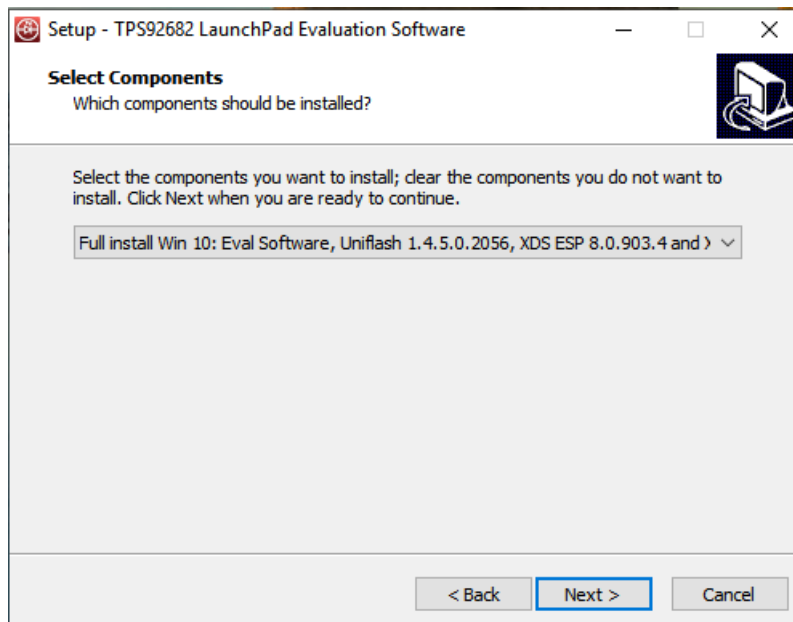 Setup - TPS92682 LaunchPad Evaluation Software
Select Components
Which components should be installed?
Select the components you want to install; clear the components you do not want to
install. Click Next when you are ready to continue.
Full install Win 10: Eval Software, Uniflash 1.4.5.0.2056, XDS ESP 8.0.903.4 and
< Back
Next >
Cancel